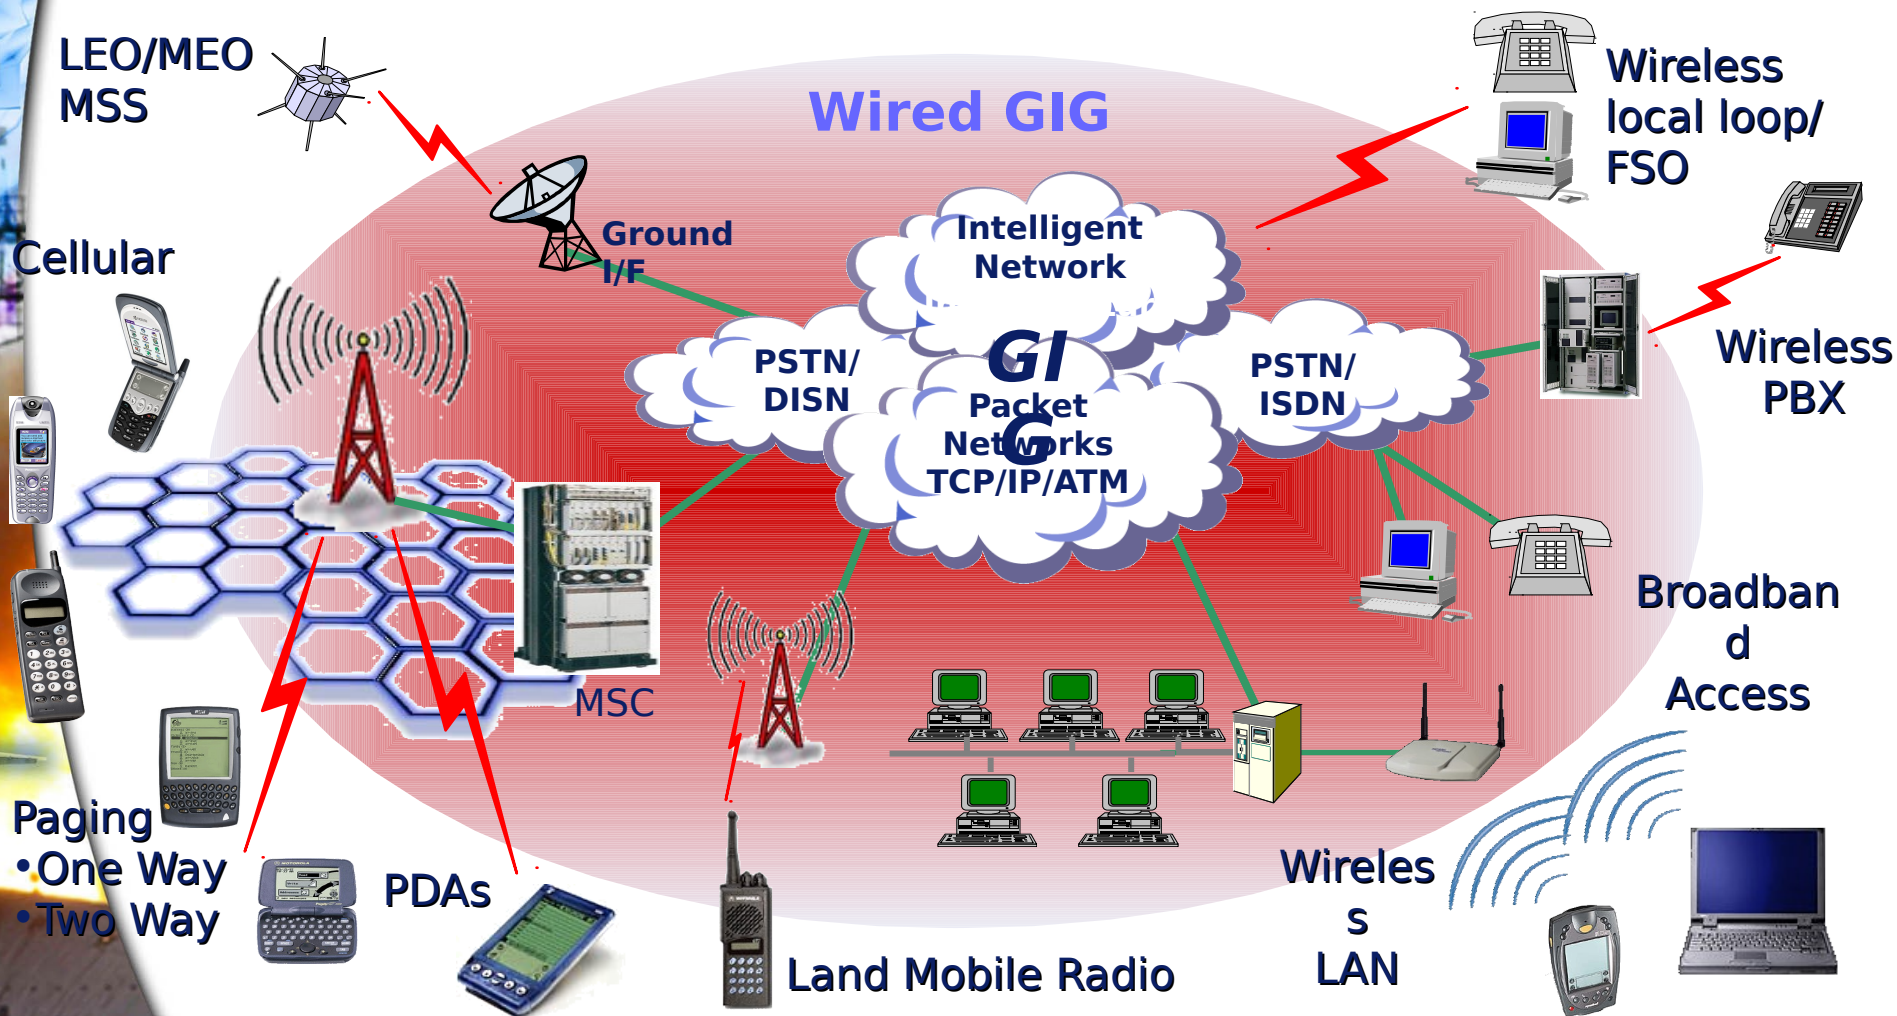 LEO/MEO
MSS
Wired GIG
Wireless
local loop/
FSO
Cellular
Ground
I/F
Intelligent
Network
PSTN/
DISN
GI
G
PSTN/
ISDN
Packet
Networks
TCP/IP/ATM
Wireless
PBX
MSC
Broadban
d
Access
Paging
•One Way
•Two Way
PDAs
Land Mobile Radio
Wireles
s
LAN